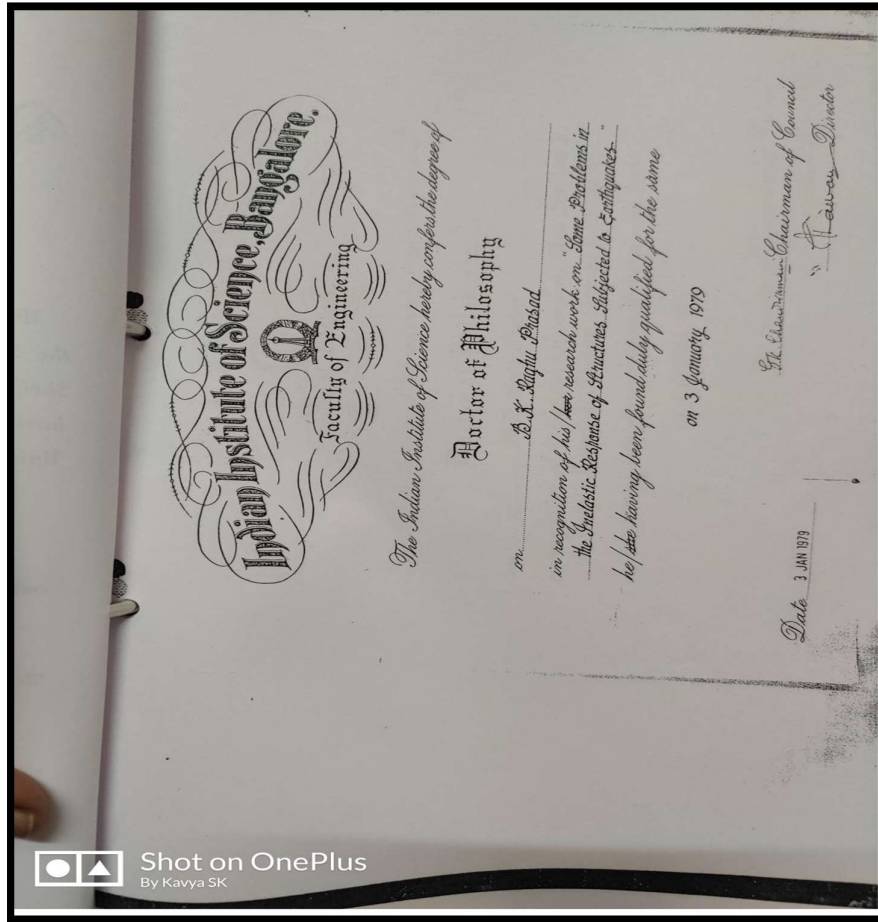 Indian Institute of Science, Bangalore.
Faculty of Engineering
The Indian Institute of Science hereby confers the degree of
Doctor of Philosophy
on B.K. Raghu Prasad
in recognition of his/her research work on "Some Problems in
the Inelastic Response of Structures Subjected to Earthquakes"
he/she having been found duly qualified for the same
on 3 January 1979
Chairman of Council
Director
Date 3 JAN 1979
Shot on OnePlus
By Kavya SK